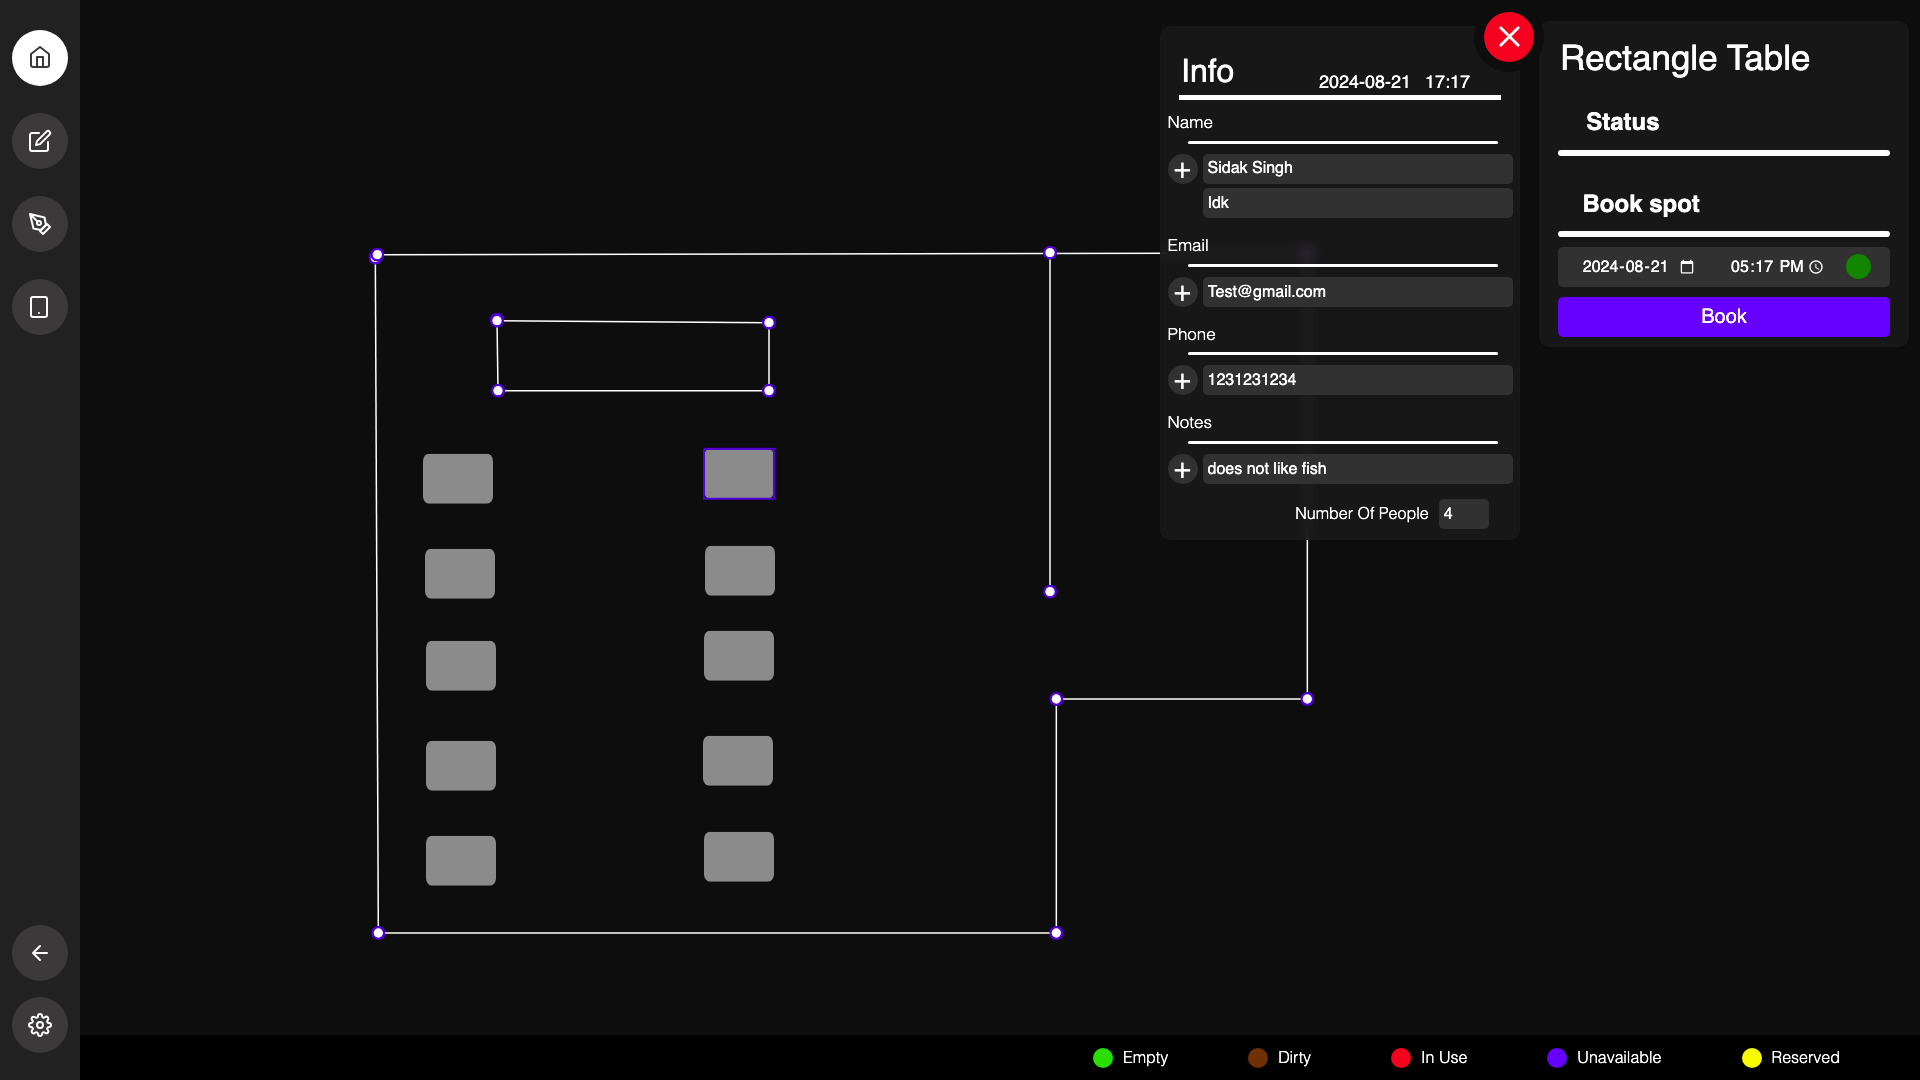 Info
2024-08-21 17:17
Name
Sidak Singh
Idk
Email
Test@gmail.com
Phone
1231231234
Notes
does not like fish
Number Of People 4
Rectangle Table
Status
Book spot
2024-08-21 05:17 PM
Book
Empty Dirty In Use Unavailable Reserved